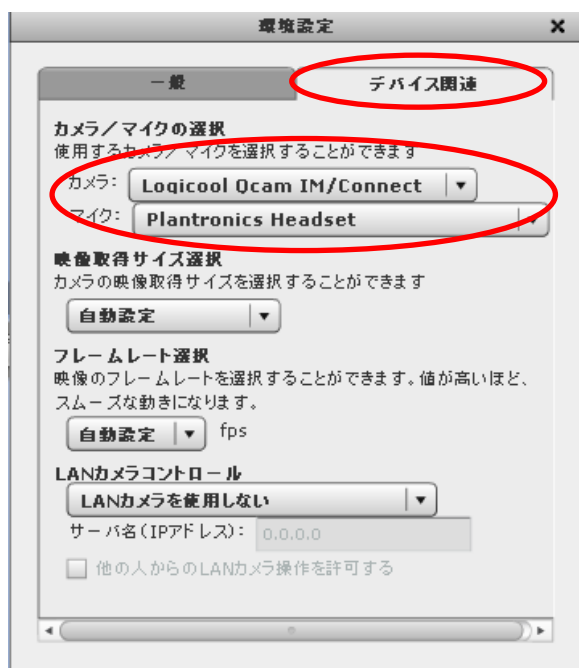 環境設定
一般
デバイス関連
カメラ/マイクの選択
使用するカメラ/マイクを選択することができます
カメラ: Logicool Qcam IM/Connect
マイク: Plantronics Headset
映像取得サイズ選択
カメラの映像取得サイズを選択することができます
自動設定
フレームレート選択
映像のフレームレートを選択することができます。値が高いほど、
スムーズな動きになります。
自動設定 fps
LANカメラコントロール
LANカメラを使用しない
サーバ名(IPアドレス): 0.0.0.0
他の人からのLANカメラ操作を許可する